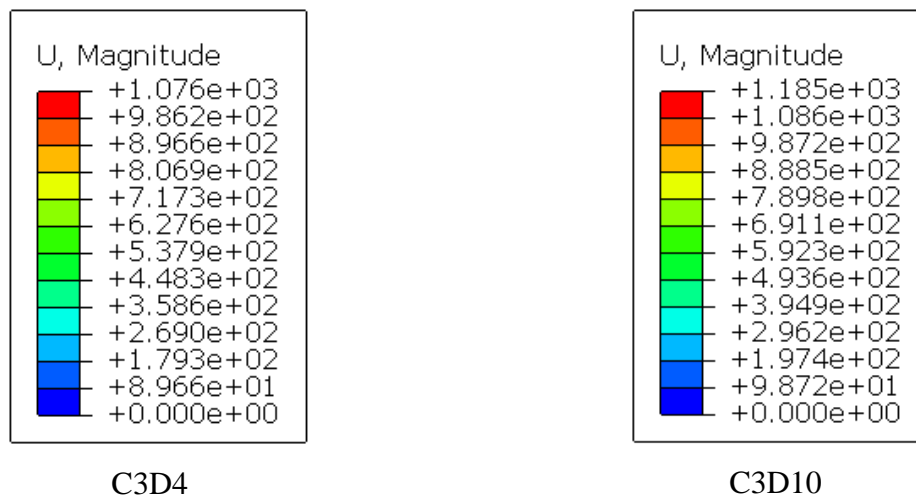 U, Magnitude
+1.076e+03
+9.862e+02
+8.966e+02
+8.069e+02
+7.173e+02
+6.276e+02
+5.379e+02
+4.483e+02
+3.586e+02
+2.690e+02
+1.793e+02
+8.966e+01
+0.000e+00
C3D4
U, Magnitude
+1.185e+03
+1.086e+03
+9.872e+02
+8.885e+02
+7.898e+02
+6.911e+02
+5.923e+02
+4.936e+02
+3.949e+02
+2.962e+02
+1.974e+02
+9.872e+01
+0.000e+00
C3D10